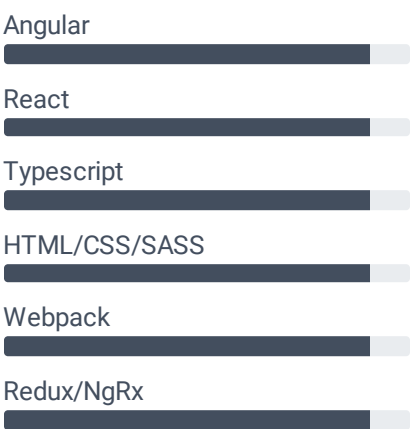 Angular
React
Typescript
HTML/CSS/SASS
Webpack
Redux/NgRx